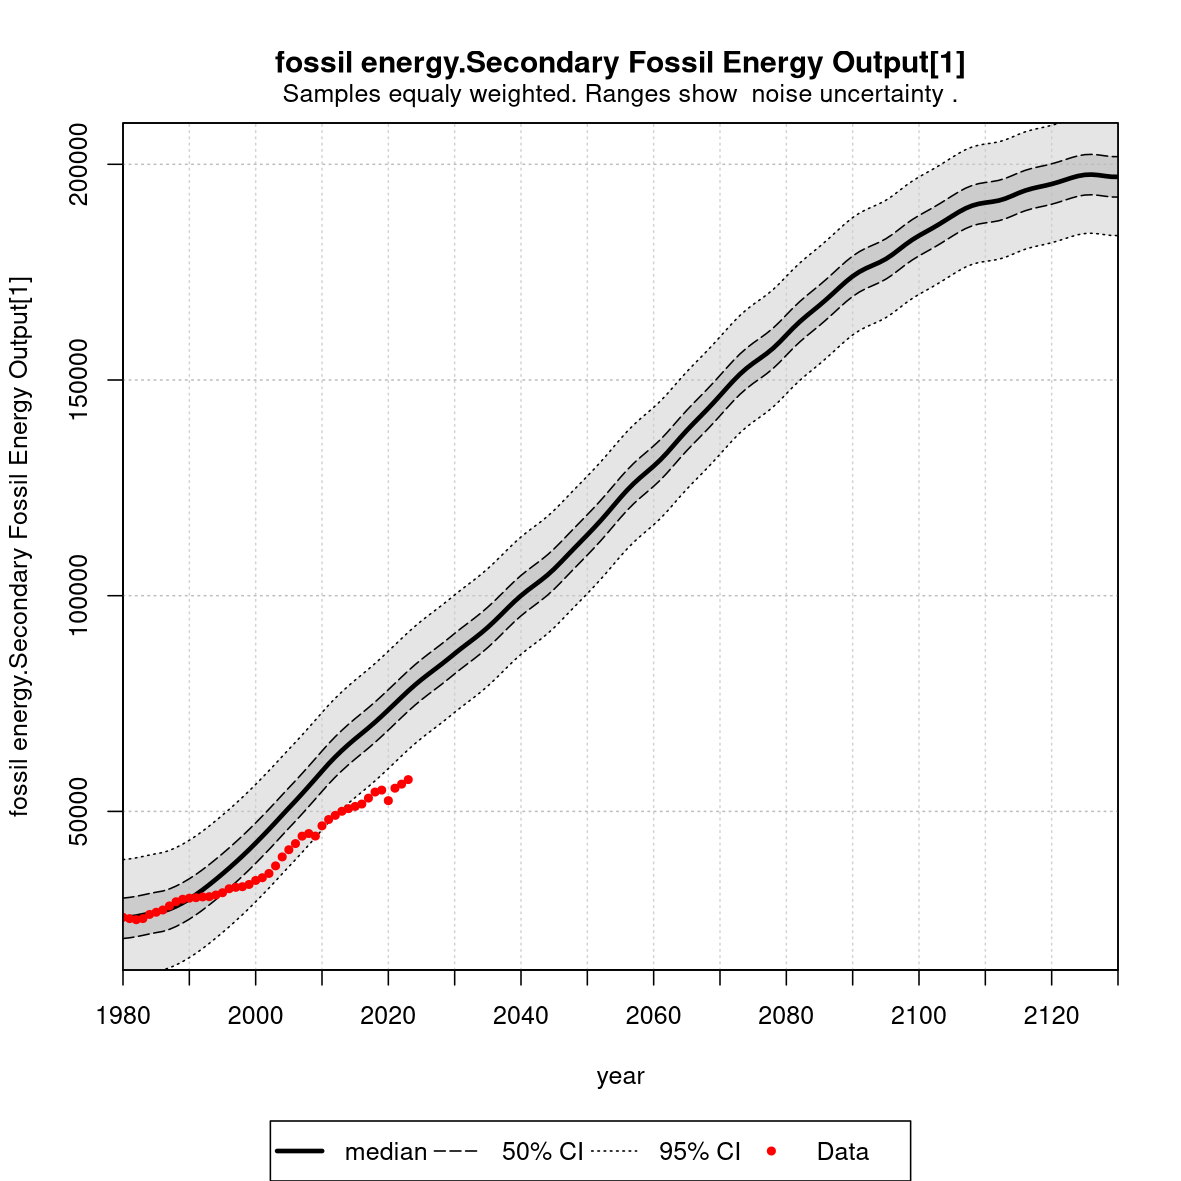 fossil energy.Secondary Fossil Energy Output[1]
Samples equaly weighted. Ranges show  noise uncertainty .
fossil energy.Secondary Fossil Energy Output[1]
200000
150000
100000
50000
1980 2000 2020 2040 2060 2080 2100 2120
year
median 50% CI 95% CI Data